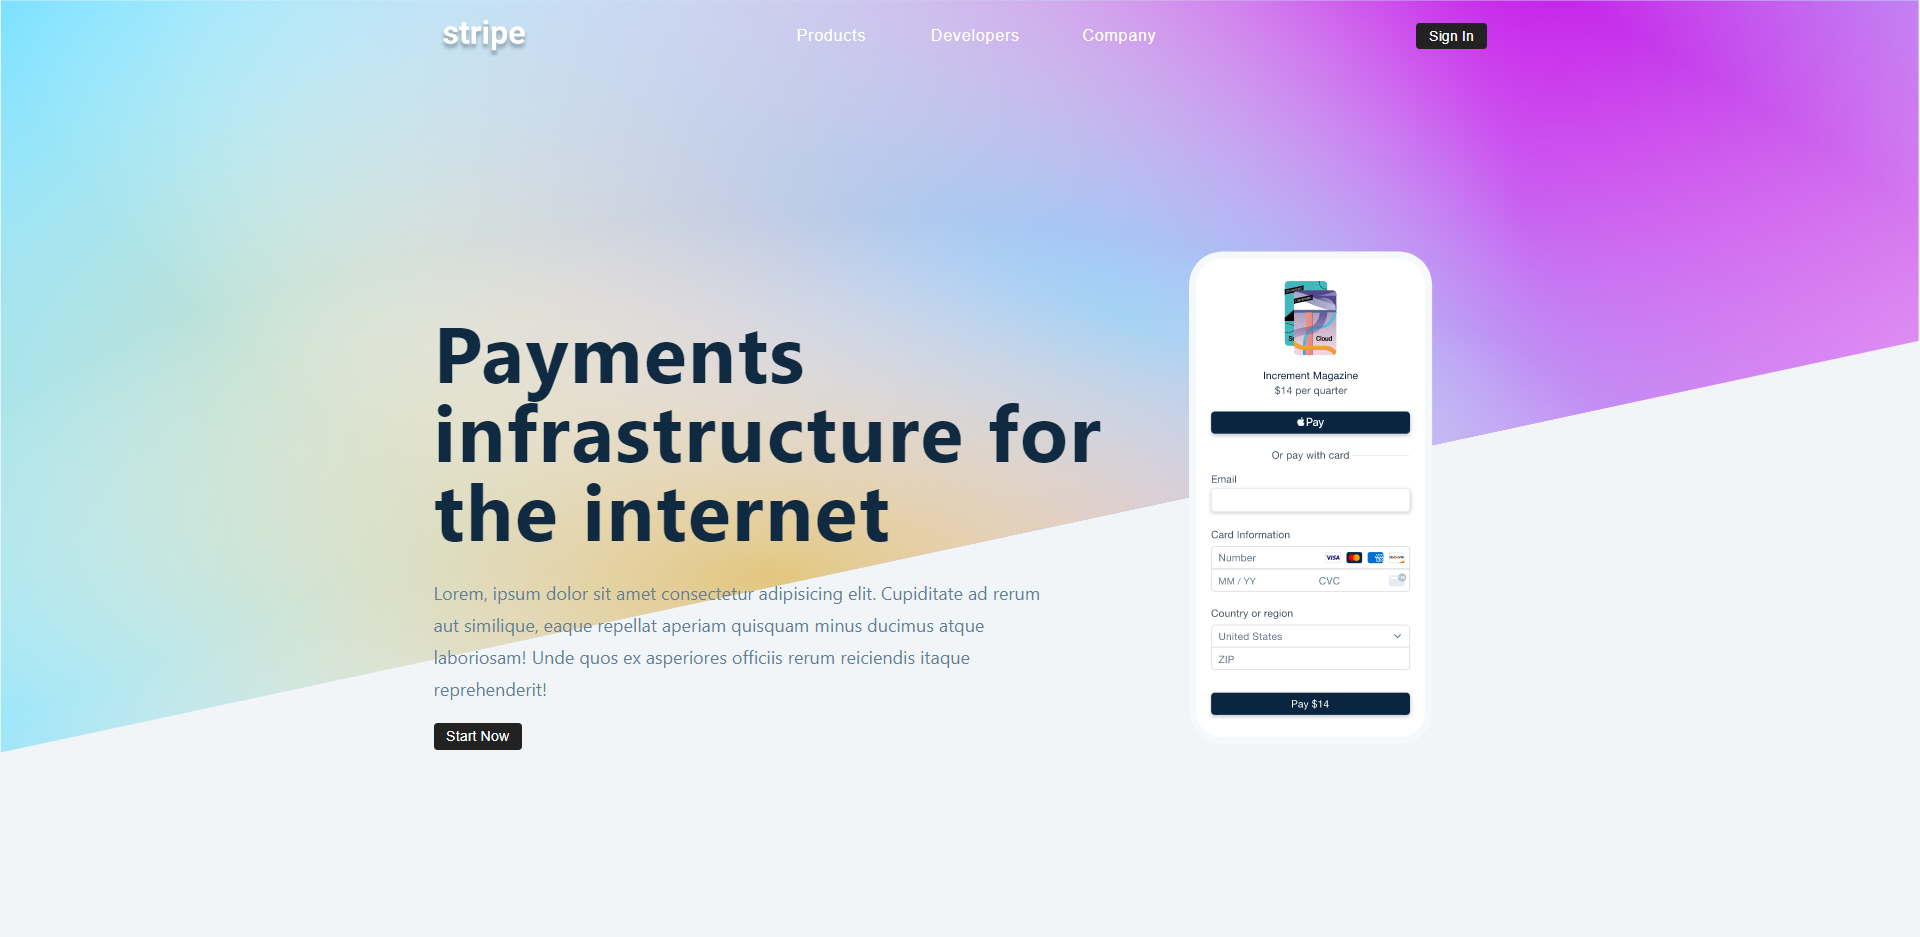 stripe
Products
Developers
Company
Sign In
Payments
infrastructure for
the internet
Lorem, ipsum dolor sit amet consectetur adipisicing elit. Cupiditate ad rerum
aut similique, eaque repellat aperiam quisquam minus ducimus atque
laboriosam! Unde quos ex asperiores officiis rerum reiciendis itaque
reprehenderit!
Start Now
Cloud
Increment Magazine
$14 per quarter
Pay
Or pay with card
Email
Card Information
Number
VISA
MM / YY
CVC
Country or region
United States
ZIP
Pay $14